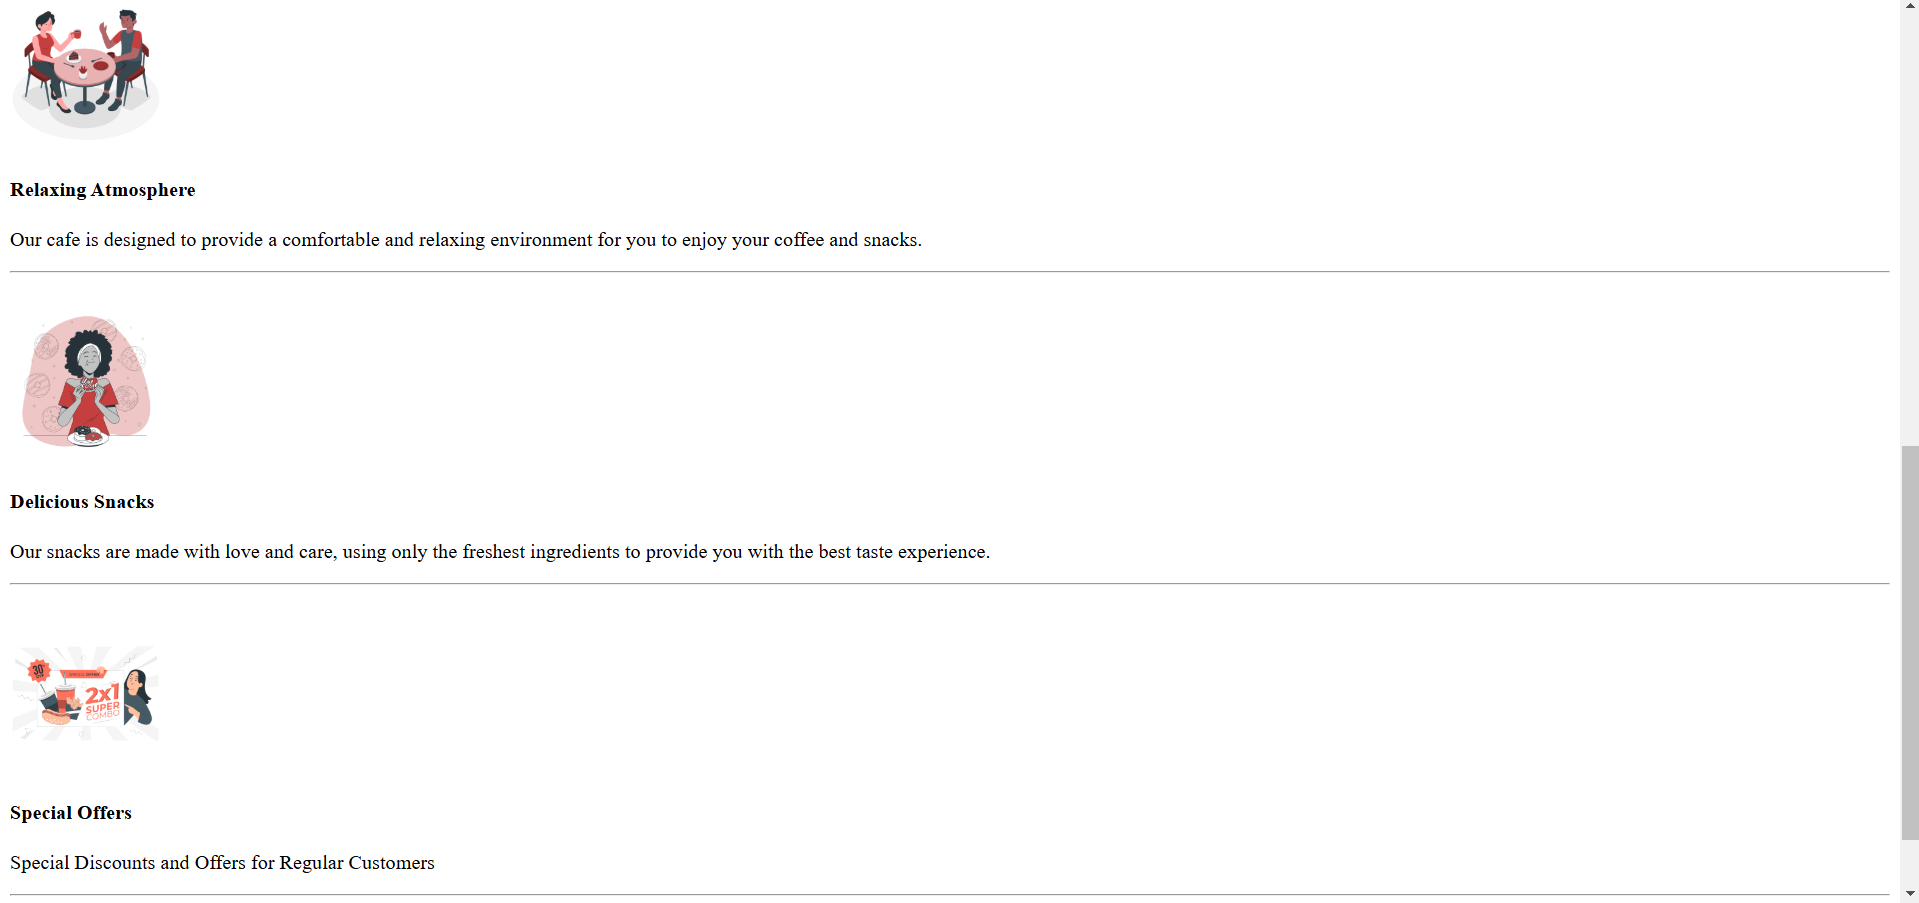 Relaxing Atmosphere
Our cafe is designed to provide a comfortable and relaxing environment for you to enjoy your coffee and snacks.
Delicious Snacks
Our snacks are made with love and care, using only the freshest ingredients to provide you with the best taste experience.
30
2x1
SUPER
COMBO
Special Offers
Special Discounts and Offers for Regular Customers